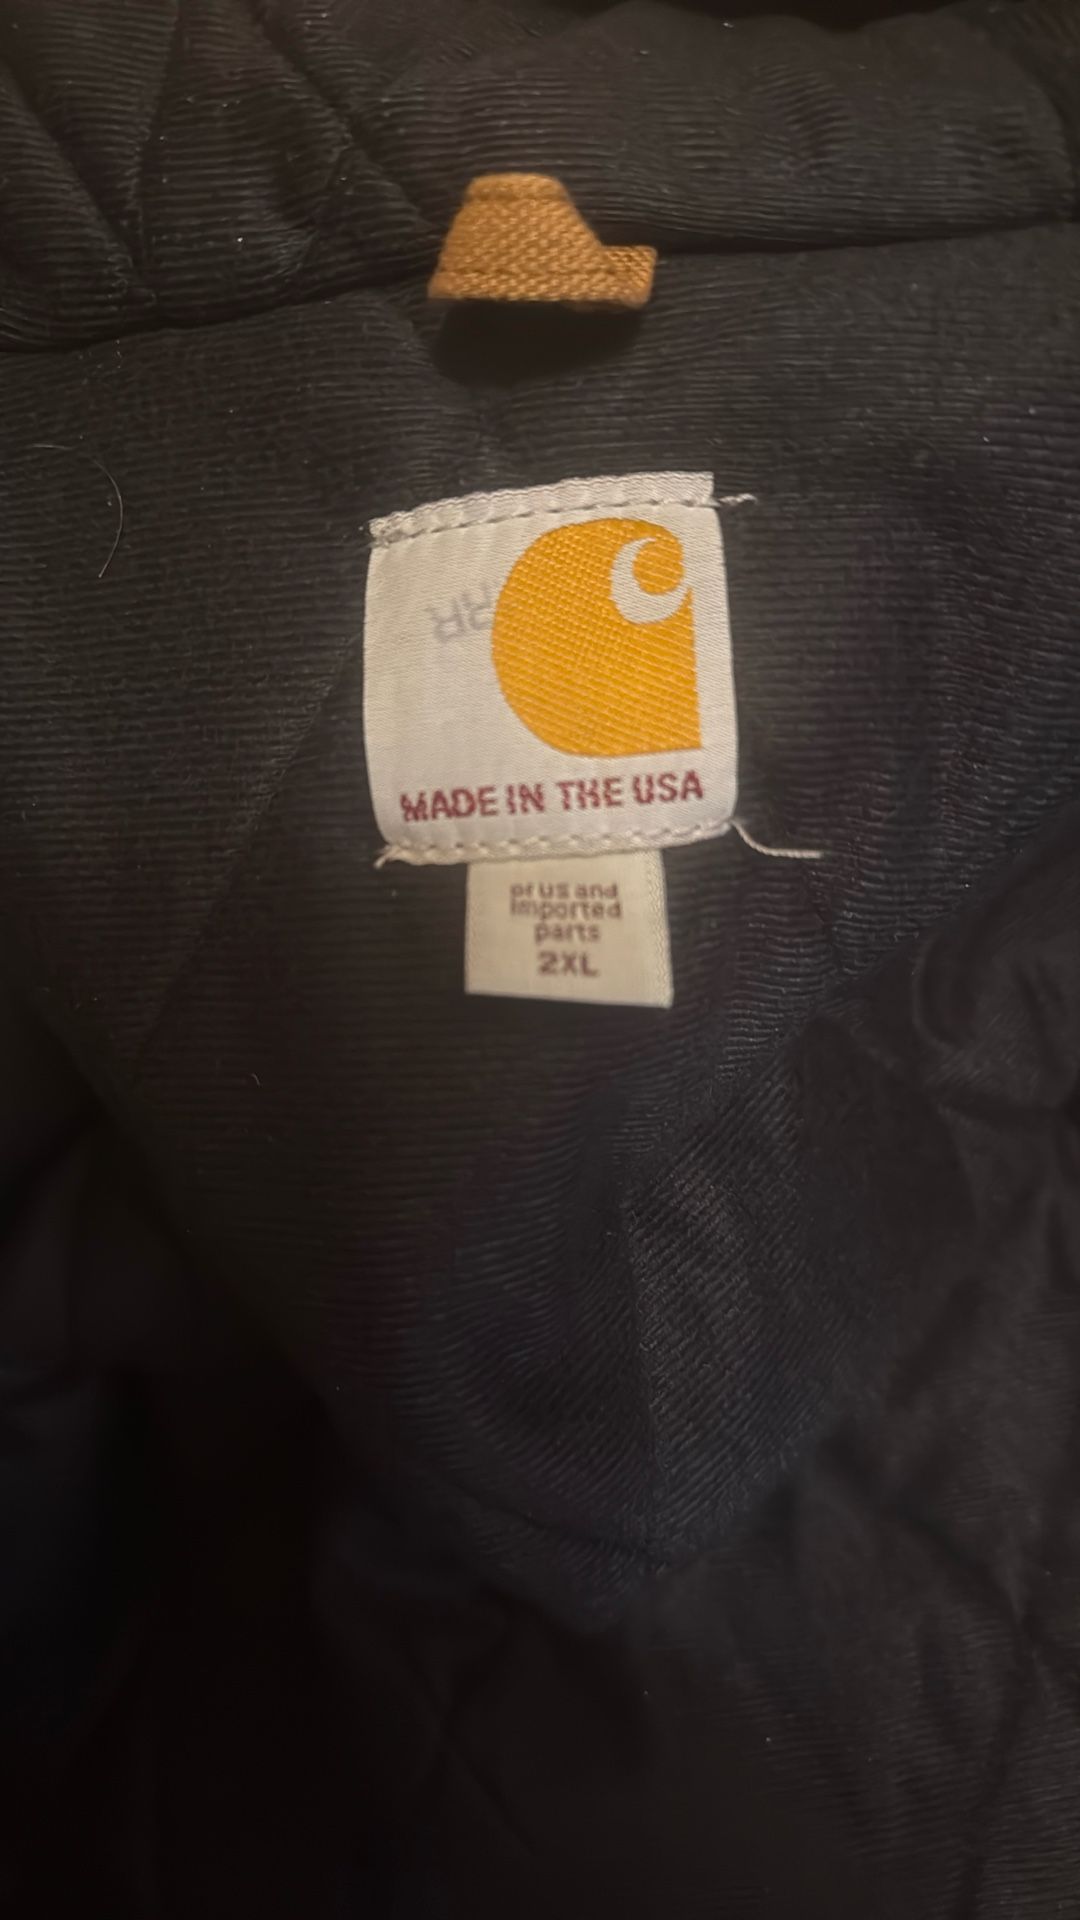 MADE IN THE USA
of US and
imported
parts
2XL